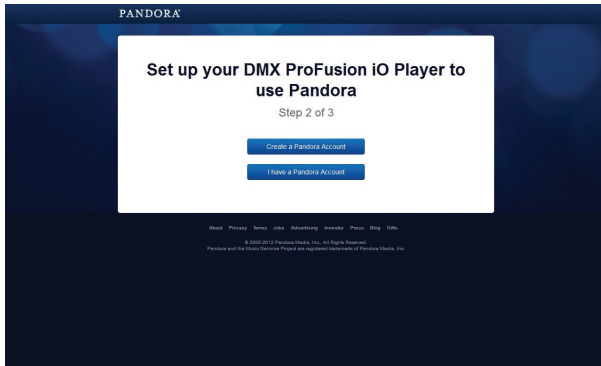 PANDORA®
Set up your DMX ProFusion iO Player to
use Pandora
Step 2 of 3
Create a Pandora Account
I have a Pandora Account
About Privacy Terms Jobs Advertising Investor Press Blog Gifts
© 2005-2012 Pandora Media, Inc., All Rights Reserved.
Pandora and the Music Genome Project are registered trademarks of Pandora Media, Inc.